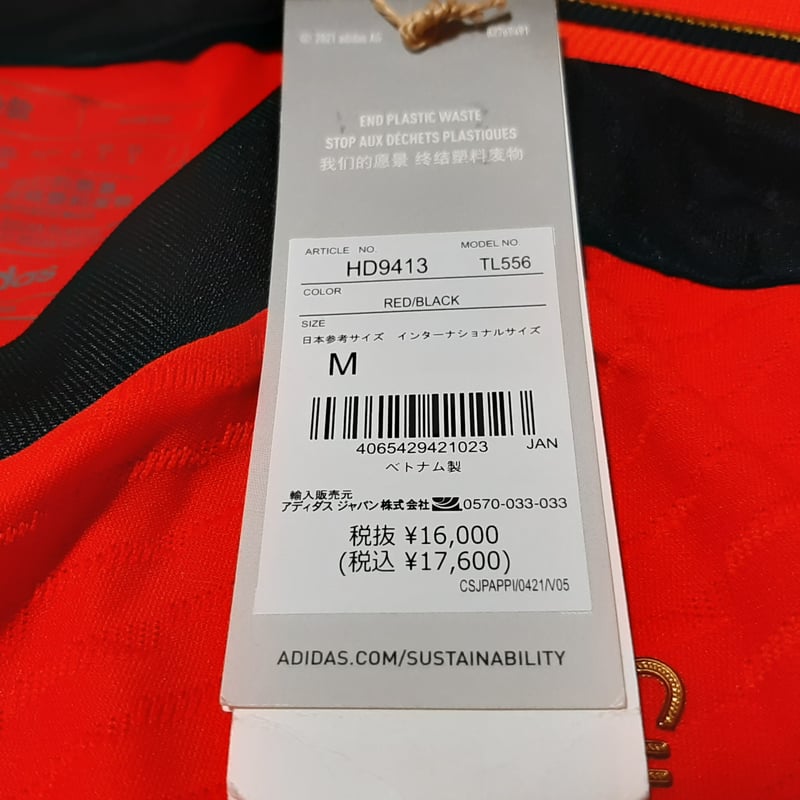 © 2021 adidas AG
END PLASTIC WASTE
STOP AUX DÉCHETS PLASTIQUES
我们的愿景 终结塑料废物
ARTICLE NO. MODEL NO.
HD9413 TL556
COLOR
RED/BLACK
SIZE
日本参考サイズ インターナショナルサイズ
M
4065429421023 JAN
ベトナム製
輸入販売元
アディダス ジャパン株式会社 0570-033-033
税抜 ¥16,000
(税込 ¥17,600)
CSJPAPPI/0421/V05
ADIDAS.COM/SUSTAINABILITY